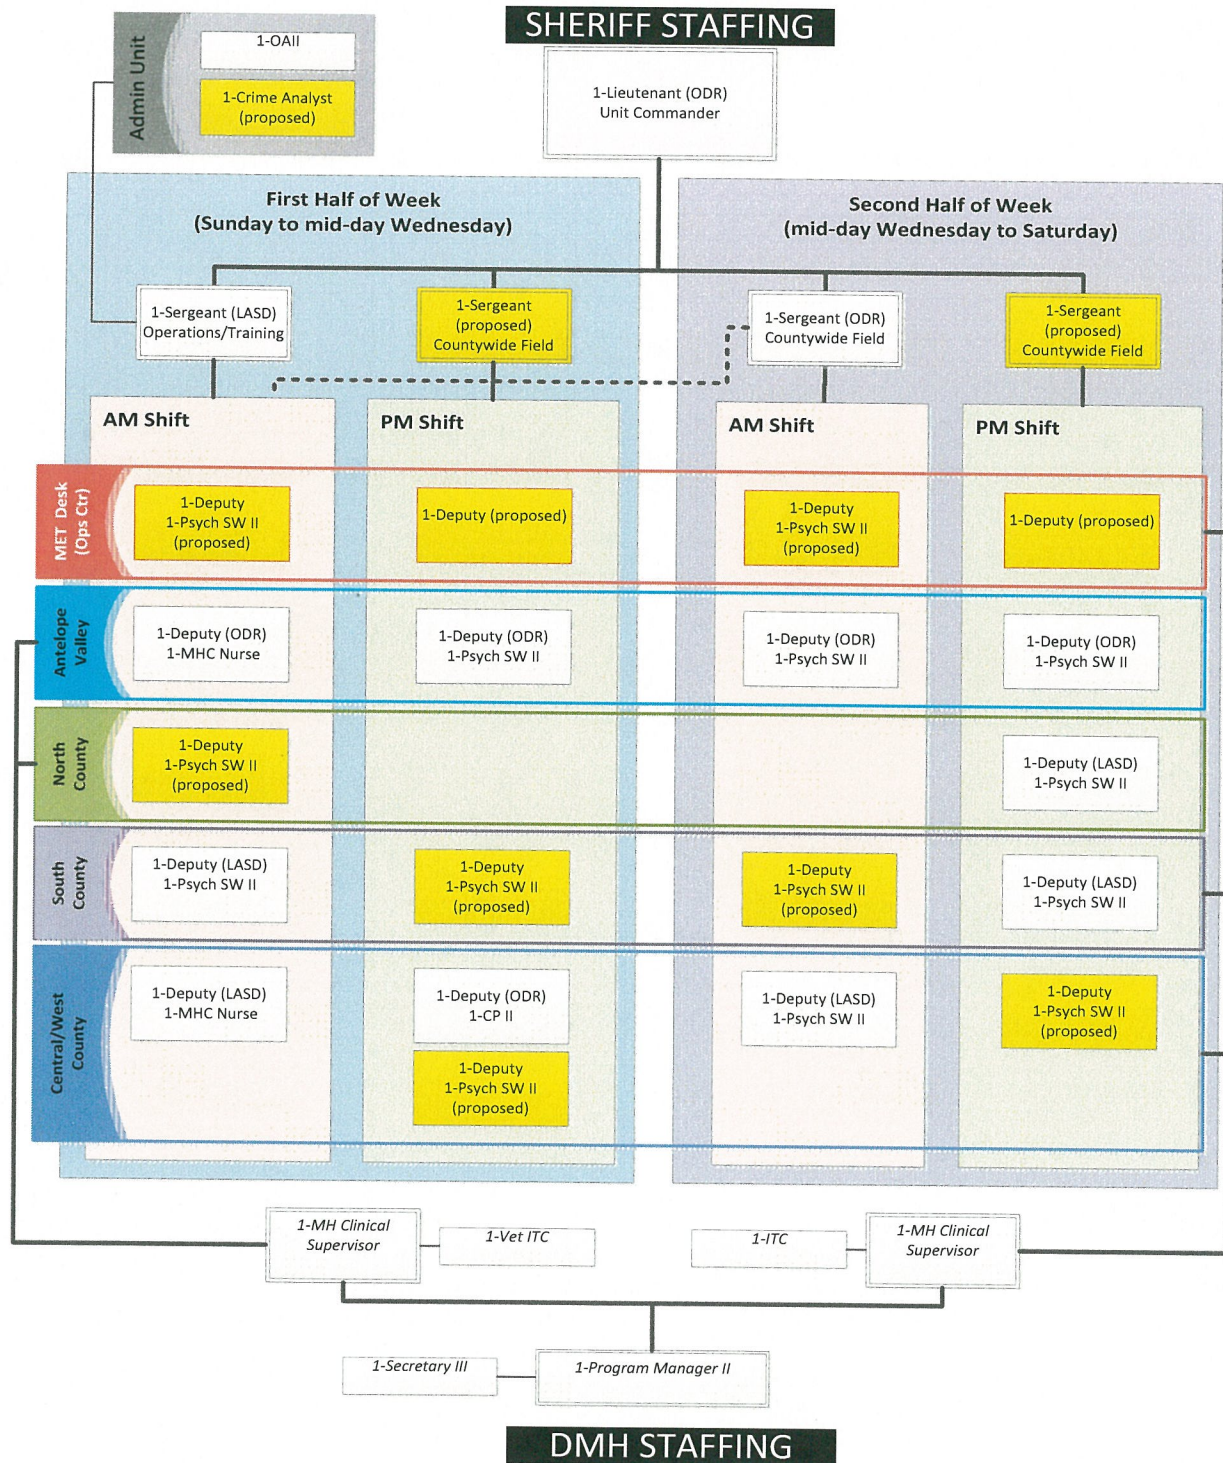 SHERIFF STAFFING
Admin Unit
1-OAII
1-Crime Analyst
(proposed)
1-Lieutenant (ODR)
Unit Commander
First Half of Week
(Sunday to mid-day Wednesday)
Second Half of Week
(mid-day Wednesday to Saturday)
1-Sergeant (LASD)
Operations/Training
1-Sergeant
(proposed)
Countywide Field
1-Sergeant (ODR)
Countywide Field
1-Sergeant
(proposed)
Countywide Field
AM Shift
PM Shift
AM Shift
PM Shift
MET Desk
(Ops Ctr)
1-Deputy
1-Psych SW II
(proposed)
1-Deputy (proposed)
1-Deputy
1-Psych SW II
(proposed)
1-Deputy (proposed)
Antelope
Valley
1-Deputy (ODR)
1-MHC Nurse
1-Deputy (ODR)
1-Psych SW II
1-Deputy (ODR)
1-Psych SW II
1-Deputy (ODR)
1-Psych SW II
North
County
1-Deputy
1-Psych SW II
(proposed)
1-Deputy (LASD)
1-Psych SW II
South
County
1-Deputy (LASD)
1-Psych SW II
1-Deputy
1-Psych SW II
(proposed)
1-Deputy
1-Psych SW II
(proposed)
1-Deputy (LASD)
1-Psych SW II
Central/West
County
1-Deputy (LASD)
1-MHC Nurse
1-Deputy (ODR)
1-CP II
1-Deputy
1-Psych SW II
(proposed)
1-Deputy (LASD)
1-Psych SW II
1-Deputy
1-Psych SW II
(proposed)
1-MH Clinical
Supervisor
1-Vet ITC
1-ITC
1-MH Clinical
Supervisor
1-Secretary III
1-Program Manager II
DMH STAFFING